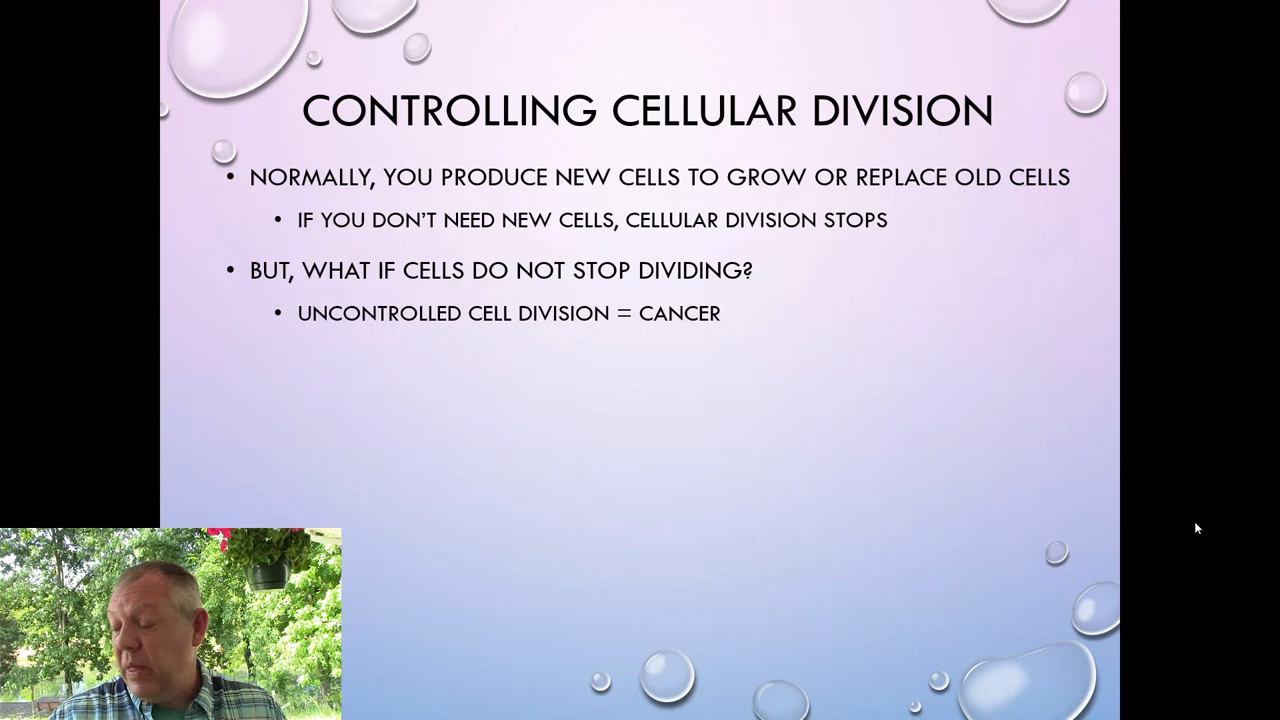 CONTROLLING CELLULAR DIVISION
• NORMALLY, YOU PRODUCE NEW CELLS TO GROW OR REPLACE OLD CELLS
• IF YOU DON’T NEED NEW CELLS, CELLULAR DIVISION STOPS
• BUT, WHAT IF CELLS DO NOT STOP DIVIDING?
• UNCONTROLLED CELL DIVISION = CANCER